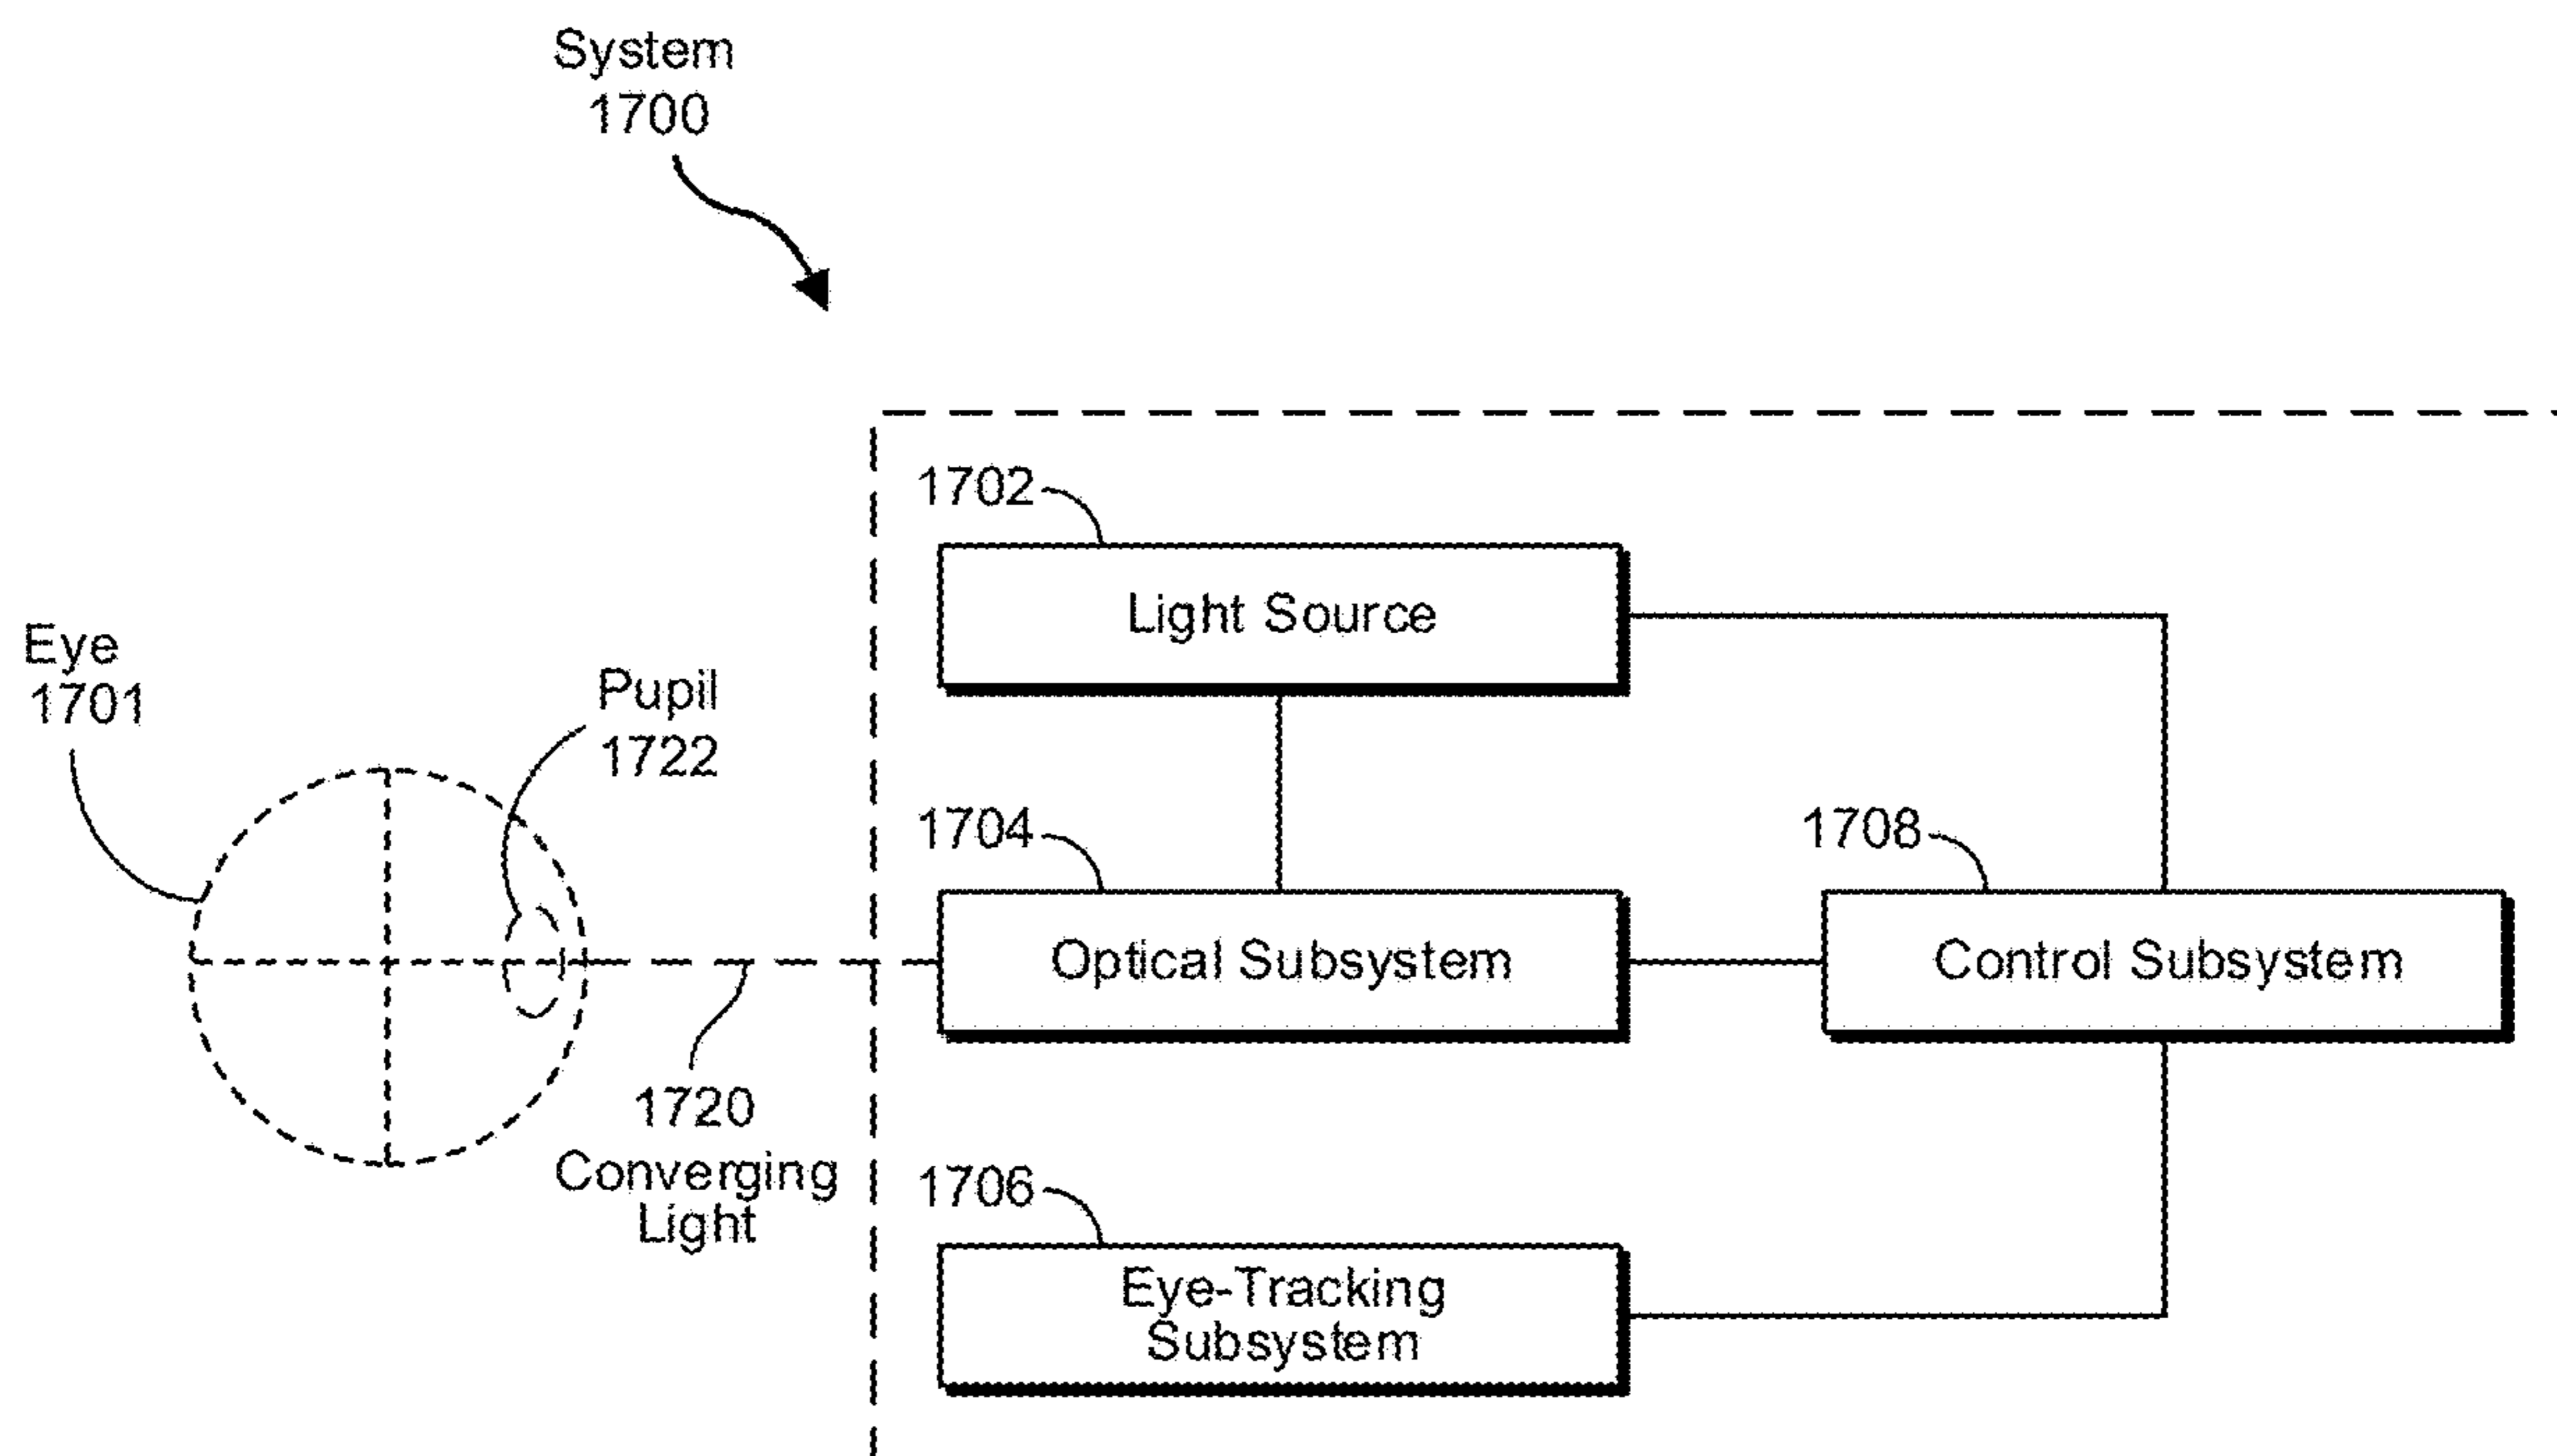 System
1700
1702
Light Source
Eye
1701
Pupil
1722
1704
Optical Subsystem
1708
Control Subsystem
1720
Converging
Light
1706
Eye-Tracking
Subsystem